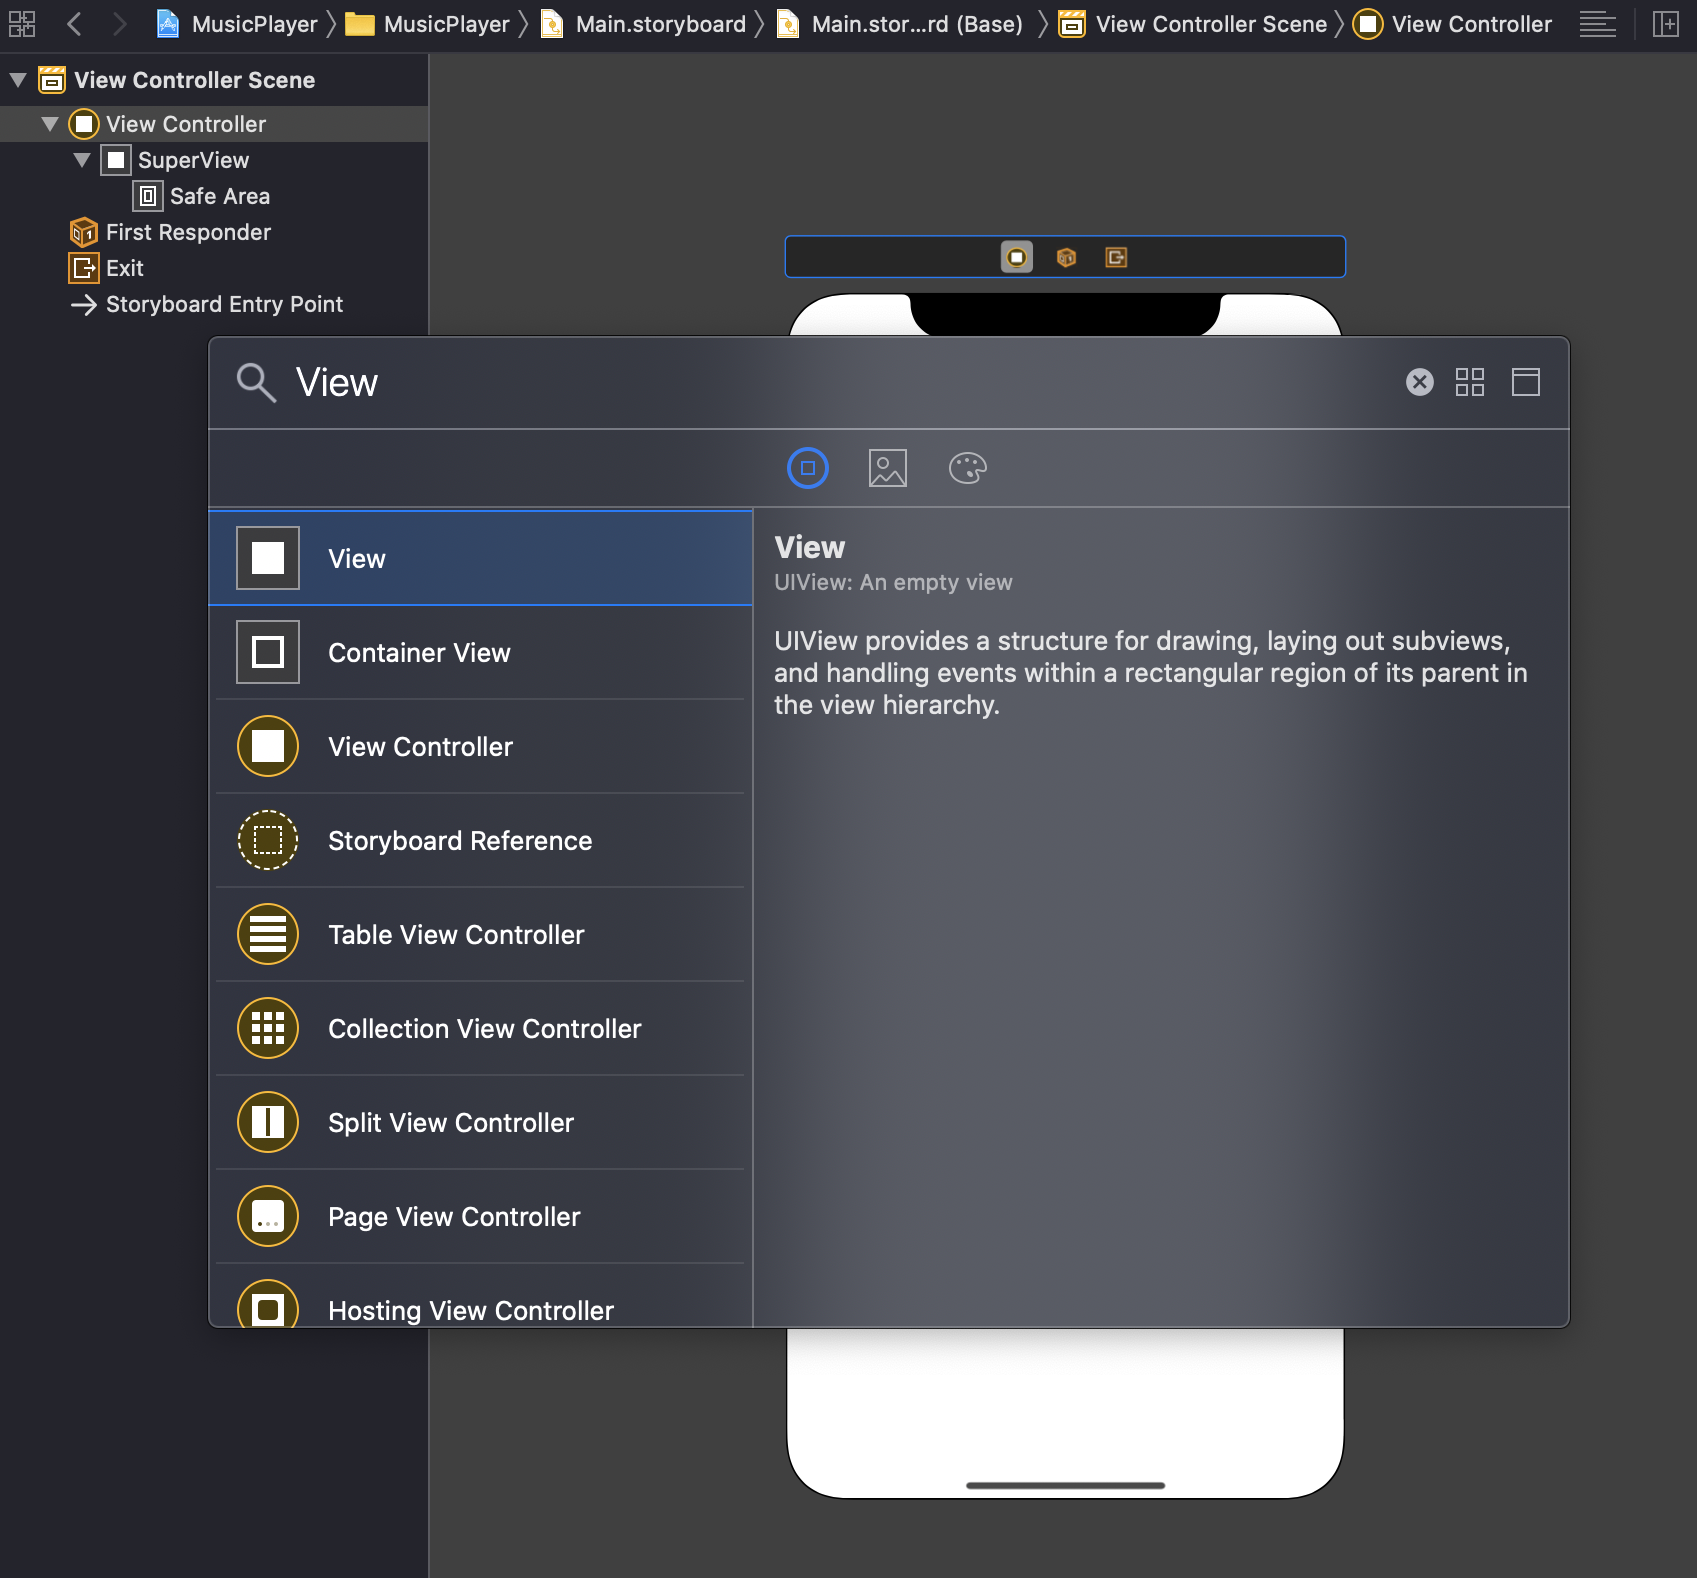 MusicPlayer MusicPlayer Main.storyboard Main.stor...rd (Base) View Controller Scene View Controller
View Controller Scene
View Controller
SuperView
Safe Area
First Responder
Exit
Storyboard Entry Point
View
View
Container View
View Controller
Storyboard Reference
Table View Controller
Collection View Controller
Split View Controller
Page View Controller
Hosting View Controller
View
UIView: An empty view
UIView provides a structure for drawing, laying out subviews,
and handling events within a rectangular region of its parent in
the view hierarchy.